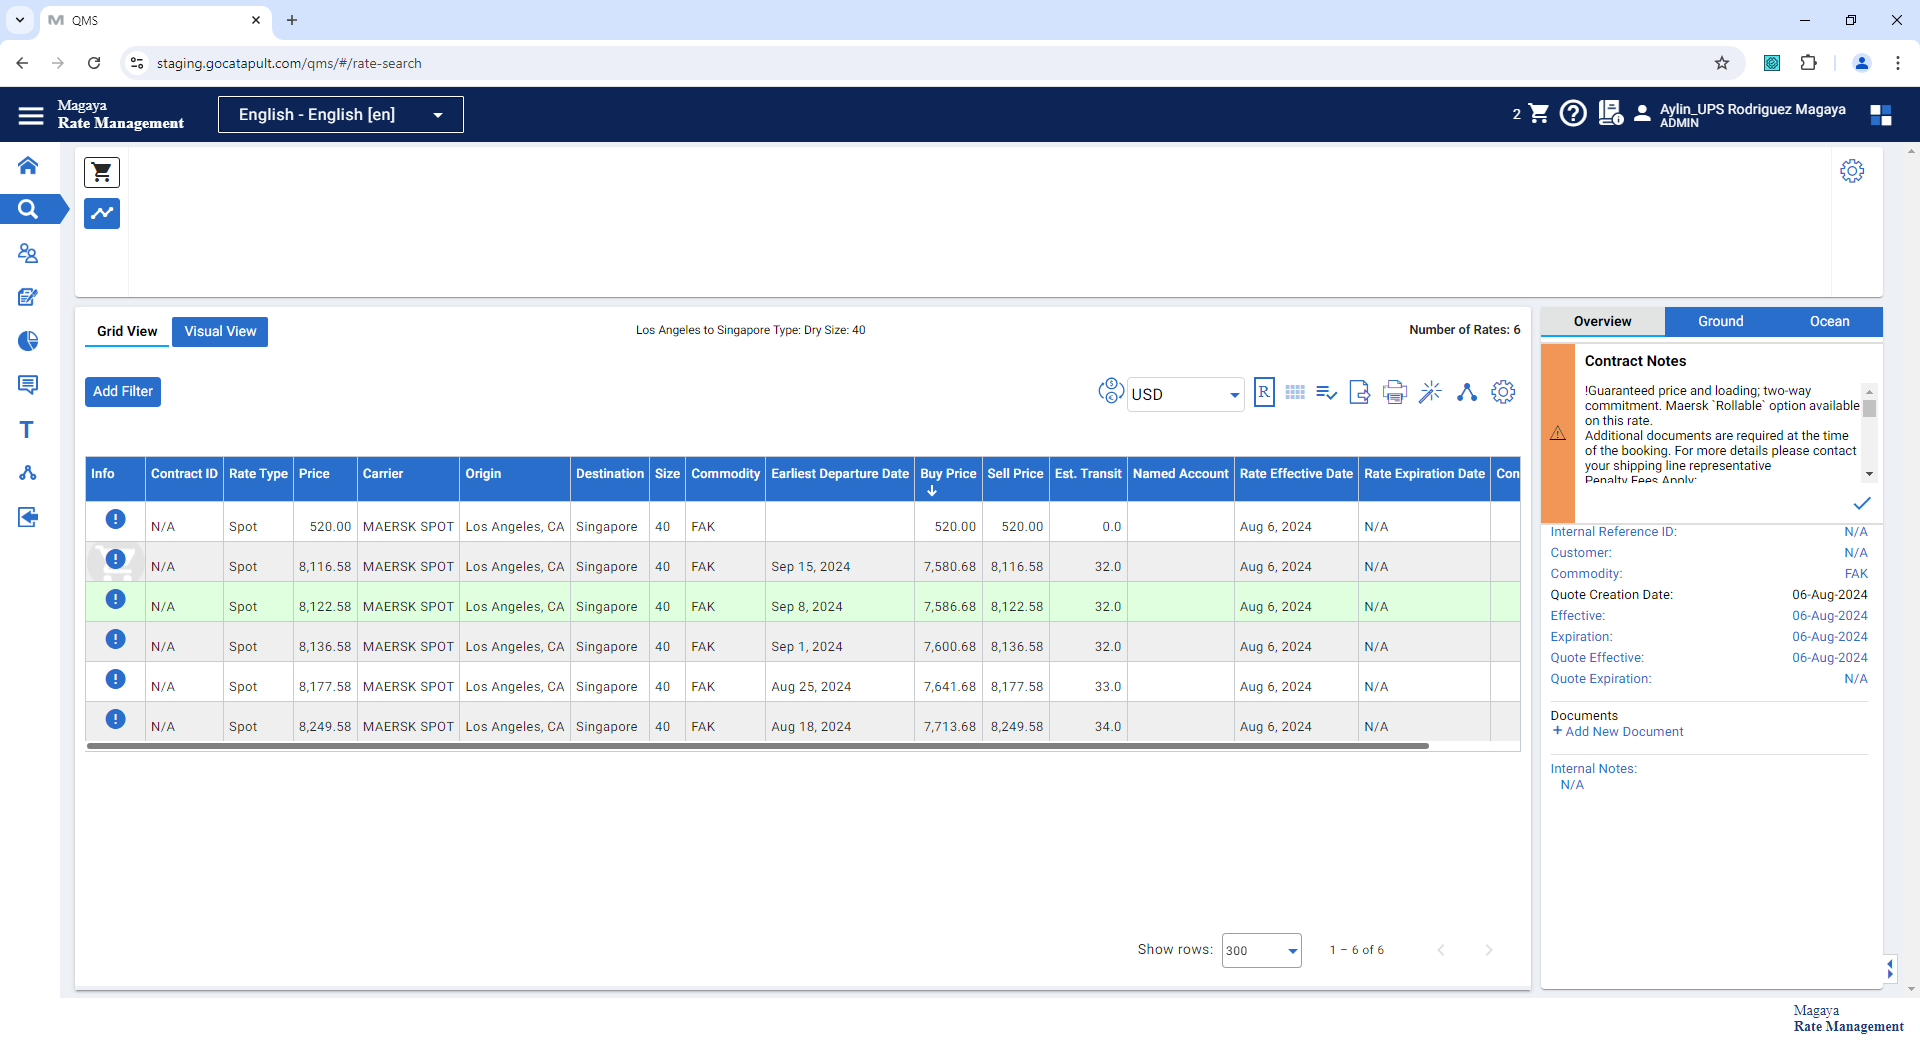 QMS
staging.gocatapult.com/qms/#/rate-search
Magaya
Rate Management
English - English [en]
2
Aylin_UPS Rodriguez Magaya
ADMIN
Grid View
Visual View
Los Angeles to Singapore Type: Dry Size: 40
Number of Rates: 6
Add Filter
USD
R
Info Contract ID Rate Type Price Carrier Origin Destination Size Commodity Earliest Departure Date Buy Price Sell Price Est. Transit Named Account Rate Effective Date Rate Expiration Date Con
N/A Spot 520.00 MAERSK SPOT Los Angeles, CA Singapore 40 FAK 520.00 520.00 0.0 Aug 6, 2024 N/A
N/A Spot 8,116.58 MAERSK SPOT Los Angeles, CA Singapore 40 FAK Sep 15, 2024 7,580.68 8,116.58 32.0 Aug 6, 2024 N/A
N/A Spot 8,122.58 MAERSK SPOT Los Angeles, CA Singapore 40 FAK Sep 8, 2024 7,586.68 8,122.58 32.0 Aug 6, 2024 N/A
N/A Spot 8,136.58 MAERSK SPOT Los Angeles, CA Singapore 40 FAK Sep 1, 2024 7,600.68 8,136.58 32.0 Aug 6, 2024 N/A
N/A Spot 8,177.58 MAERSK SPOT Los Angeles, CA Singapore 40 FAK Aug 25, 2024 7,641.68 8,177.58 33.0 Aug 6, 2024 N/A
N/A Spot 8,249.58 MAERSK SPOT Los Angeles, CA Singapore 40 FAK Aug 18, 2024 7,713.68 8,249.58 34.0 Aug 6, 2024 N/A
Show rows: 300 1 – 6 of 6
Overview Ground Ocean
Contract Notes
!Guaranteed price and loading; two-way
commitment. Maersk `Rollable` option available
on this rate.
Additional documents are required at the time
of the booking. For more details please contact
your shipping line representative
Penalty Fees Apply:
Internal Reference ID: N/A
Customer: N/A
Commodity: FAK
Quote Creation Date: 06-Aug-2024
Effective: 06-Aug-2024
Expiration: 06-Aug-2024
Quote Effective: 06-Aug-2024
Quote Expiration: N/A
Documents
+ Add New Document
Internal Notes:
N/A
Magaya
Rate Management